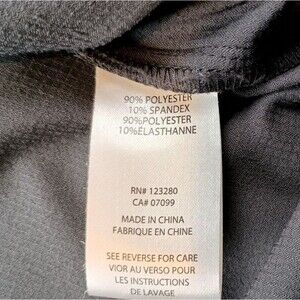 90% POLYESTER
10% SPANDEX
90%POLYESTER
10%ÉLASTHANNE
RN# 123280
CA# 07099
MADE IN CHINA
FABRIQUE EN CHINE
SEE REVERSE FOR CARE
VIOR AU VERSO POUR
LES INSTRUCTIONS
DE LAVAGE